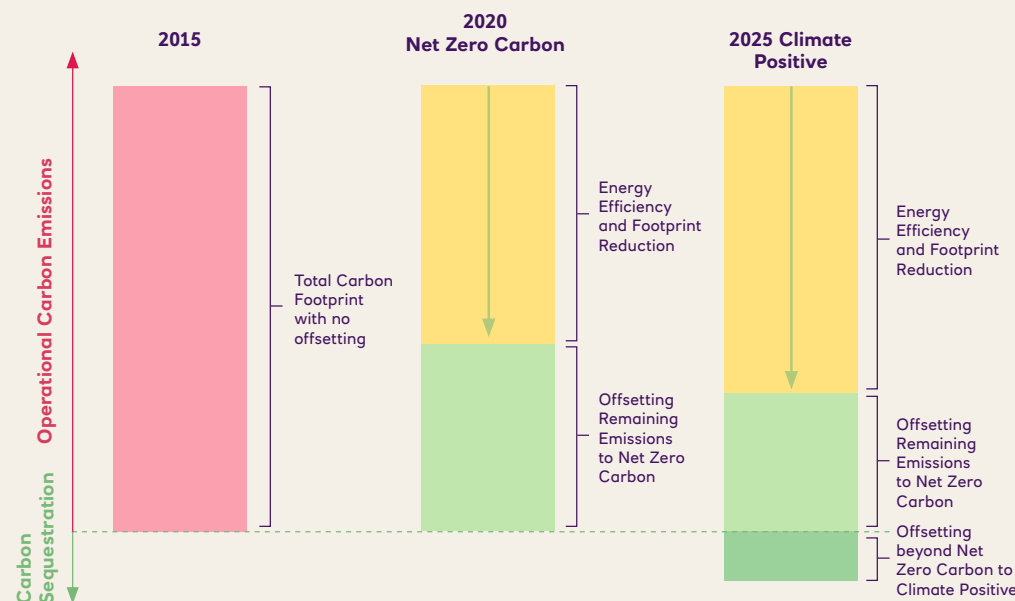 2015
2020
Net Zero Carbon
2025 Climate
Positive
Operational Carbon Emissions
Carbon
Sequestration
Total Carbon
Footprint
with no
offsetting
Energy
Efficiency
and Footprint
Reduction
Offsetting
Remaining
Emissions
to Net Zero
Carbon
Energy
Efficiency
and Footprint
Reduction
Offsetting
Remaining
Emissions
to Net Zero
Carbon
Offsetting
beyond Net
Zero Carbon to
Climate Positive